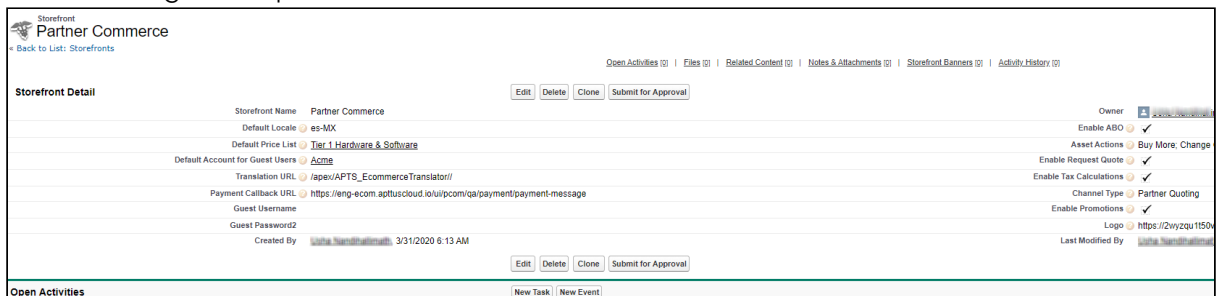 Storefront
Partner Commerce
« Back to List: Storefronts
Open Activities [0] | Files [0] | Related Content [0] | Notes & Attachments [0] | Storefront Banners [0] | Activity History [0]
Storefront Detail
Edit Delete Clone Submit for Approval
Storefront Name Partner Commerce Owner
Default Locale es-MX Enable ABO
Default Price List Tier 1 Hardware & Software Asset Actions Buy More; Change
Default Account for Guest Users Acme Enable Request Quote
Translation URL /apex/APTS_EcommerceTranslator// Enable Tax Calculations
Payment Callback URL https://eng-ecom.apttuscloud.io/ui/pcom/qa/payment/payment-message Channel Type Partner Quoting
Guest Username Enable Promotions
Guest Password2 Logo https://2wyzqu1t50v
Created By 3/31/2020 6:13 AM Last Modified By
Edit Delete Clone Submit for Approval
Open Activities New Task New Event